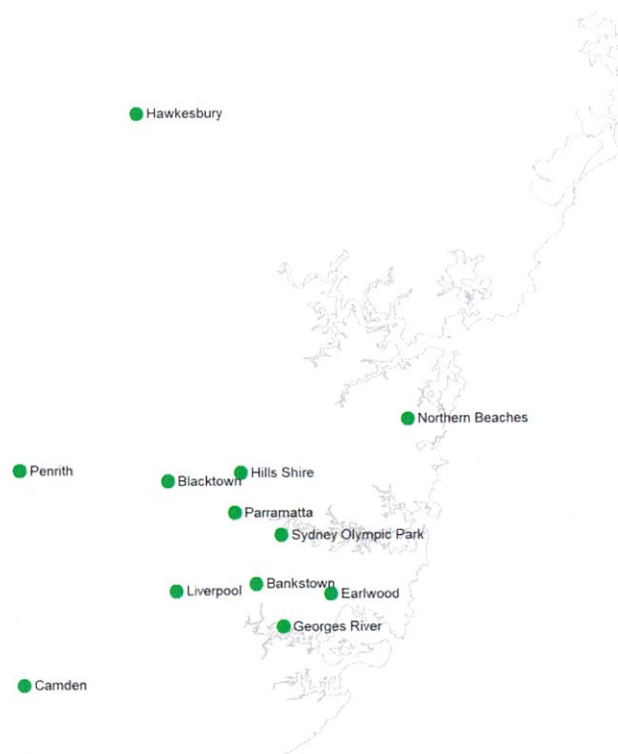 Hawkesbury
Northern Beaches
Penrith
Hills Shire
Blacktown
Parramatta
Sydney Olympic Park
Bankstown
Liverpool
Earlwood
Georges River
Camden